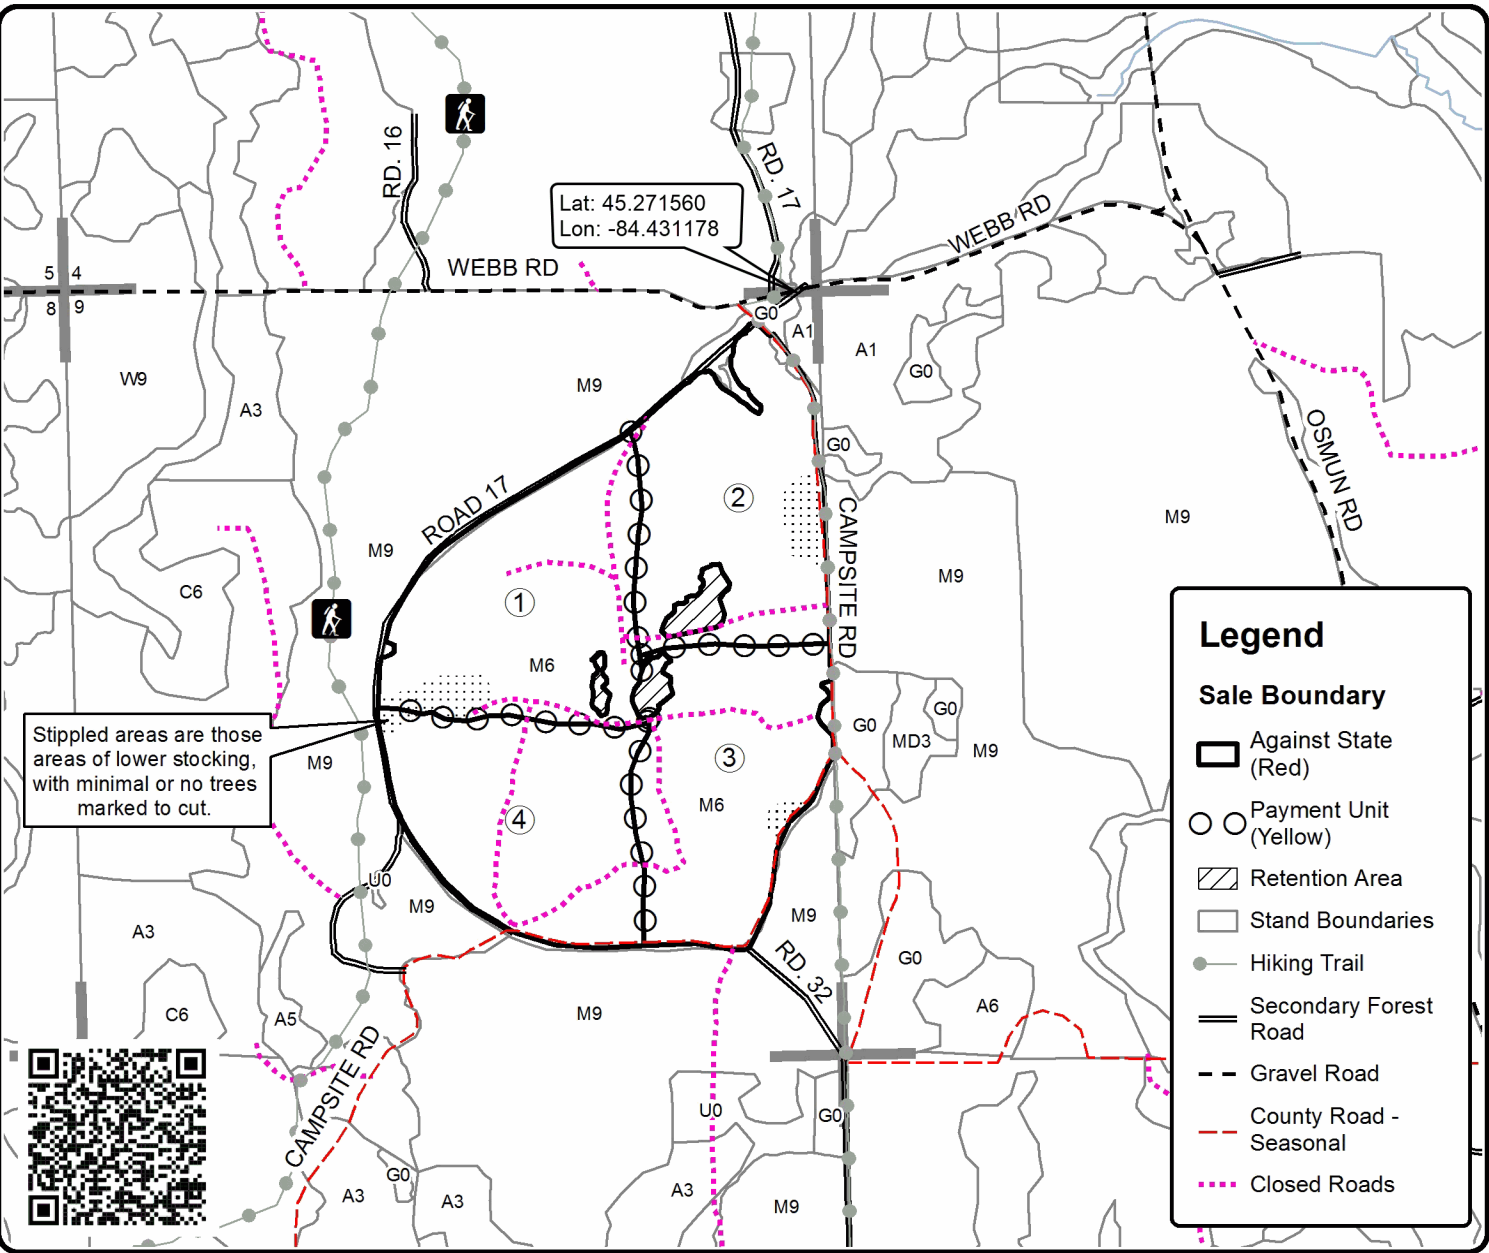 RD. 16
RD. 17
Lat: 45.271560
Lon: -84.431178
WEBB RD
WEBB RD
5 4
8 9
G0
A1
A1
G0
W9
A3
M9
OSMUN RD
G0
ROAD 17
2
CAMPSITE RD
M9
M9
M9
C6
1
M6
Stippled areas are those
areas of lower stocking,
with minimal or no trees
marked to cut.
M9
G0
G0
MD3
M9
3
M6
4
U0
M9
M9
A3
RD. 32
G0
C6
A5
M9
A6
CAMPSITE RD
U0
G0
G0
A3
A3
A3
M9
Legend
Sale Boundary
Against State
(Red)
Payment Unit
(Yellow)
Retention Area
Stand Boundaries
Hiking Trail
Secondary Forest
Road
Gravel Road
County Road -
Seasonal
Closed Roads